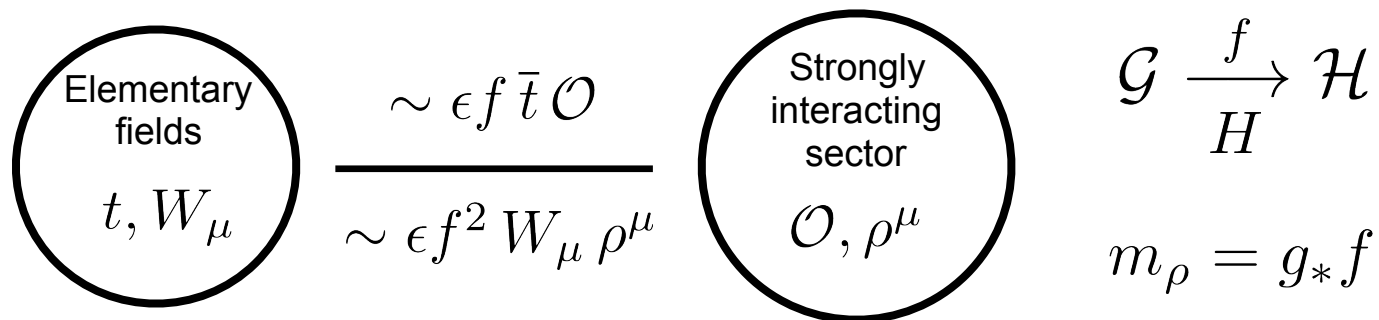 Elementary
fields
t, W_μ
∼ ϵf t̄ 𝒪
∼ ϵf² W_μ ρ^μ
Strongly
interacting
sector
𝒪, ρ^μ
𝒢 → ℋ
f
H
m_ρ = g_* f